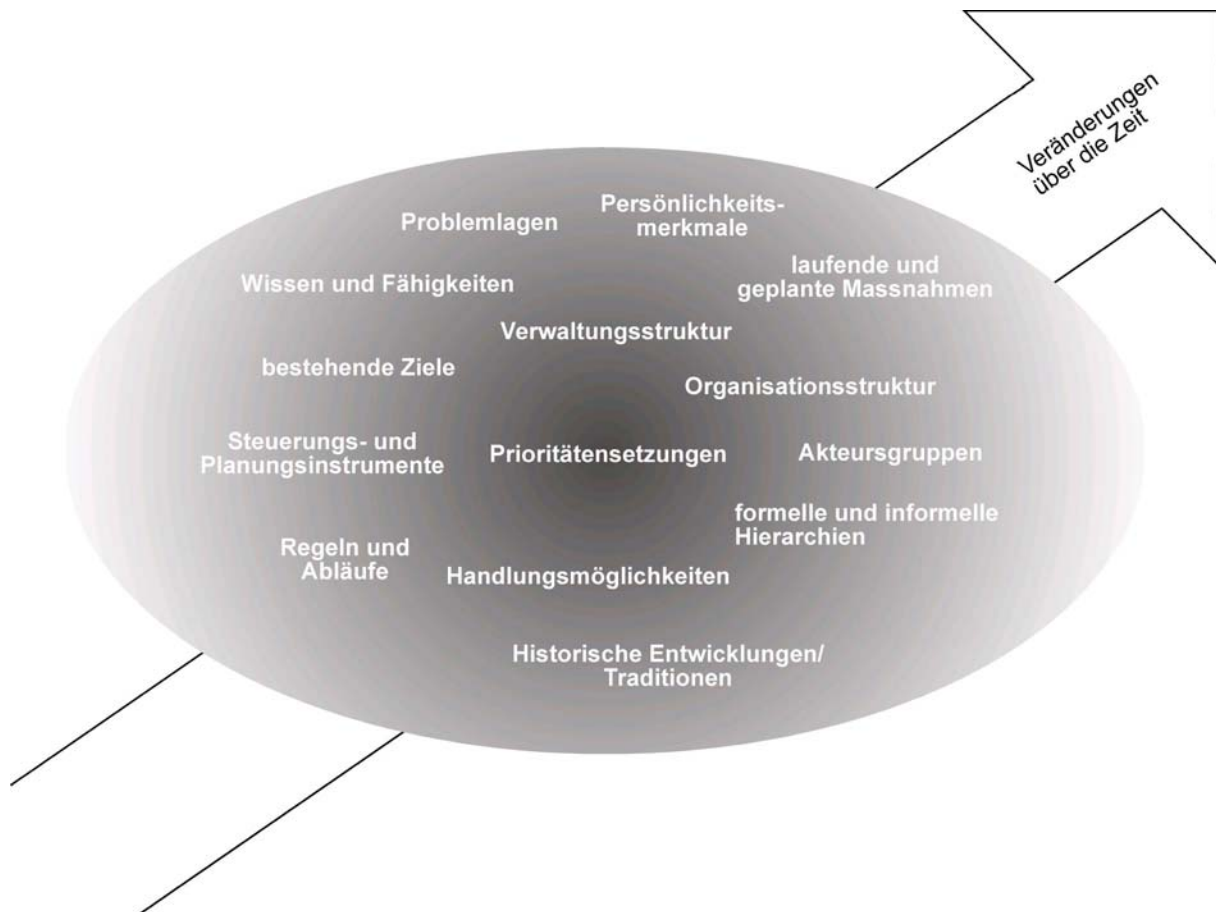 Veränderungen
über die Zeit
Problemlagen
Persönlichkeits-
merkmale
Wissen und Fähigkeiten
laufende und
geplante Massnahmen
Verwaltungsstruktur
bestehende Ziele
Organisationsstruktur
Steuerungs- und
Planungsinstrumente
Prioritätensetzungen
Akteursgruppen
formelle und informelle
Hierarchien
Regeln und
Abläufe
Handlungsmöglichkeiten
Historische Entwicklungen/
Traditionen